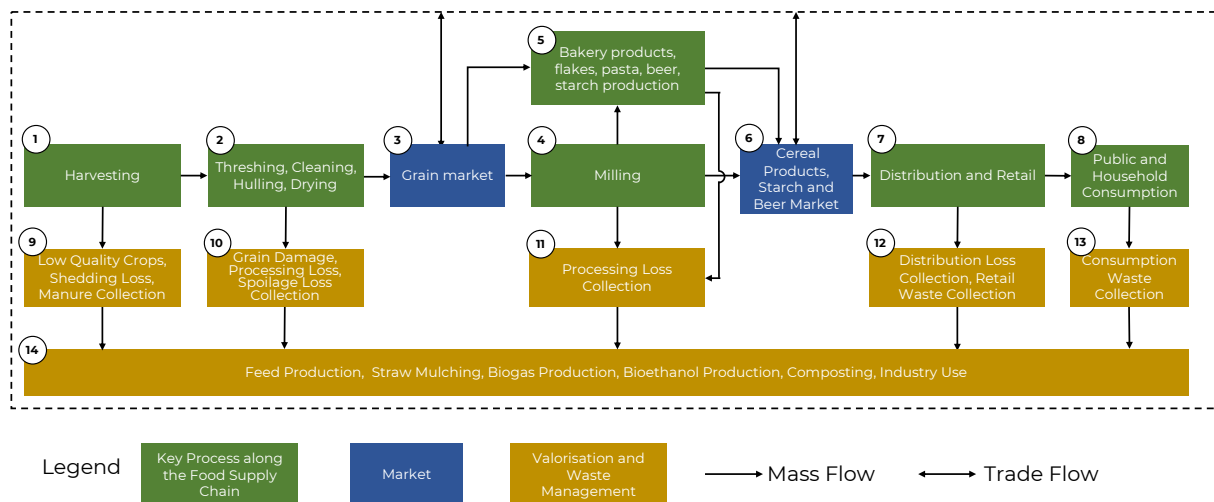 5
Bakery products,
flakes, pasta, beer,
starch production
1
Harvesting
2
Threshing, Cleaning,
Hulling, Drying
3
Grain market
4
Milling
6
Cereal
Products,
Starch and
Beer Market
7
Distribution and Retail
8
Public and
Household
Consumption
9
Low Quality Crops,
Shedding Loss,
Manure Collection
10
Grain Damage,
Processing Loss,
Spoilage Loss
Collection
11
Processing Loss
Collection
12
Distribution Loss
Collection, Retail
Waste Collection
13
Consumption
Waste
Collection
14
Feed Production, Straw Mulching, Biogas Production, Bioethanol Production, Composting, Industry Use
Legend
Key Process along
the Food Supply
Chain
Market
Valorisation and
Waste
Management
Mass Flow
Trade Flow